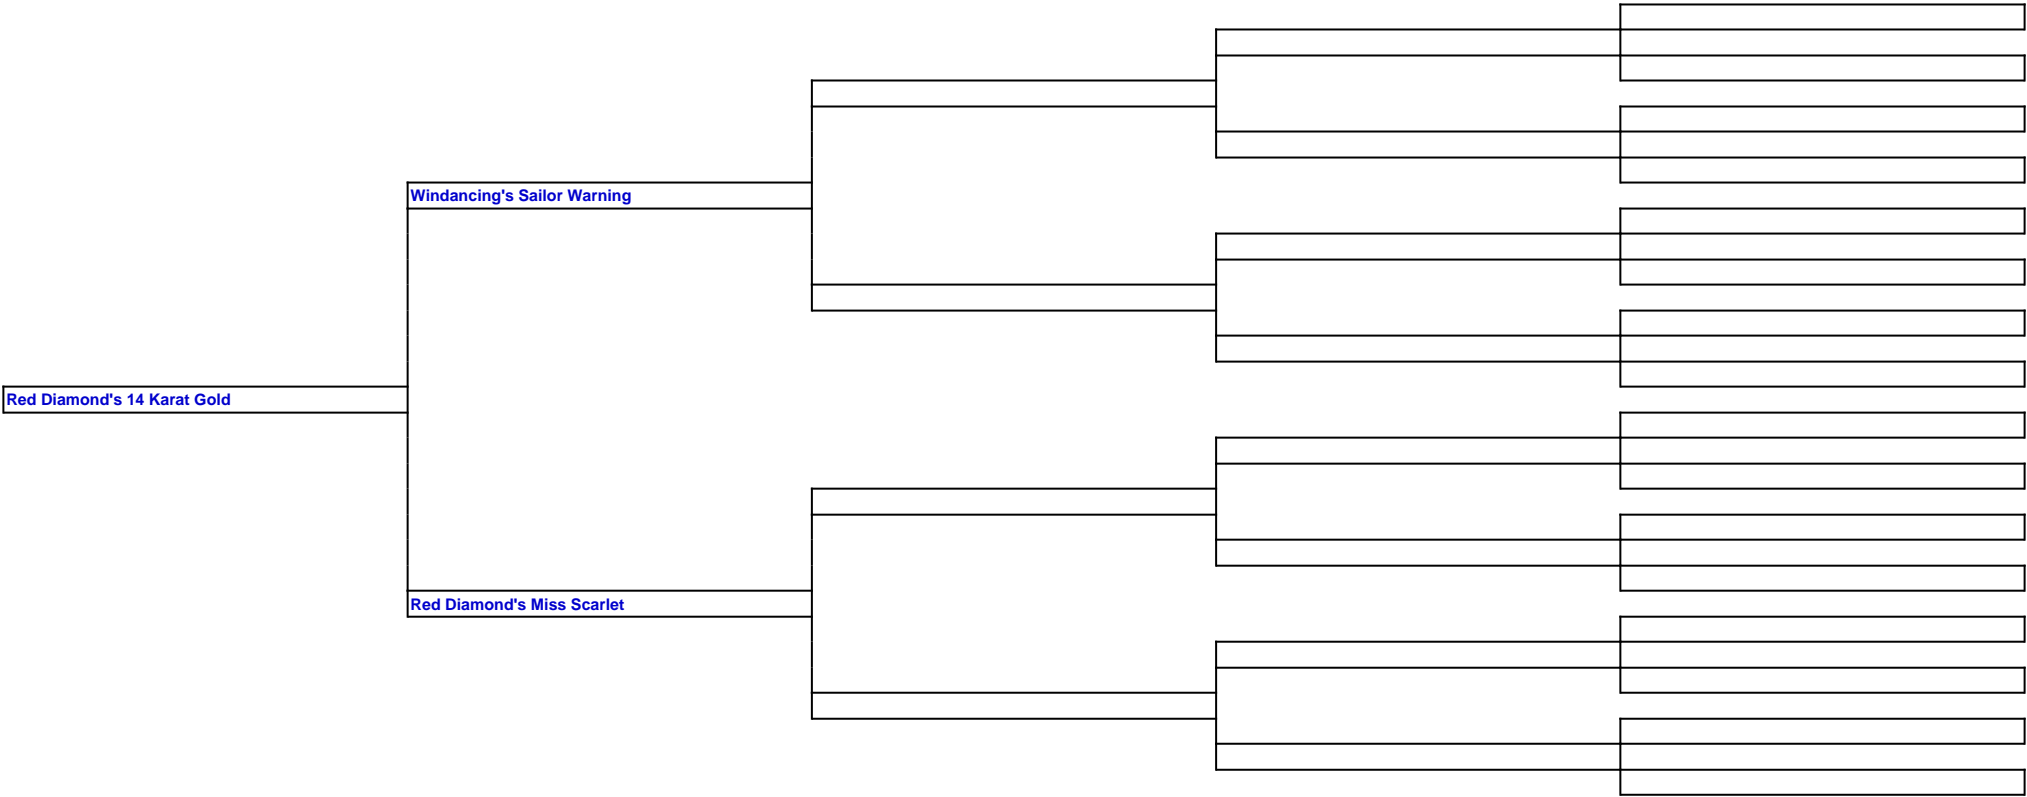 Windancing's Sailor Warning
Red Diamond's 14 Karat Gold
Red Diamond's Miss Scarlet